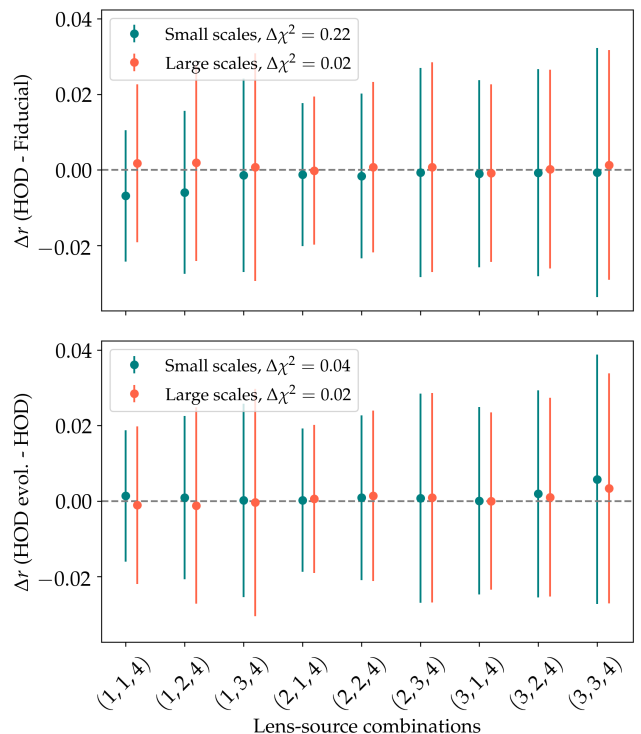 0.04
0.02
0.00
−0.02
Δr (HOD - Fiducial)
Small scales, Δχ² = 0.22
Large scales, Δχ² = 0.02
0.04
0.02
0.00
−0.02
Δr (HOD evol. - HOD)
Small scales, Δχ² = 0.04
Large scales, Δχ² = 0.02
(1,1,4) (1,2,4) (1,3,4) (2,1,4) (2,2,4) (2,3,4) (3,1,4) (3,2,4) (3,3,4)
Lens-source combinations